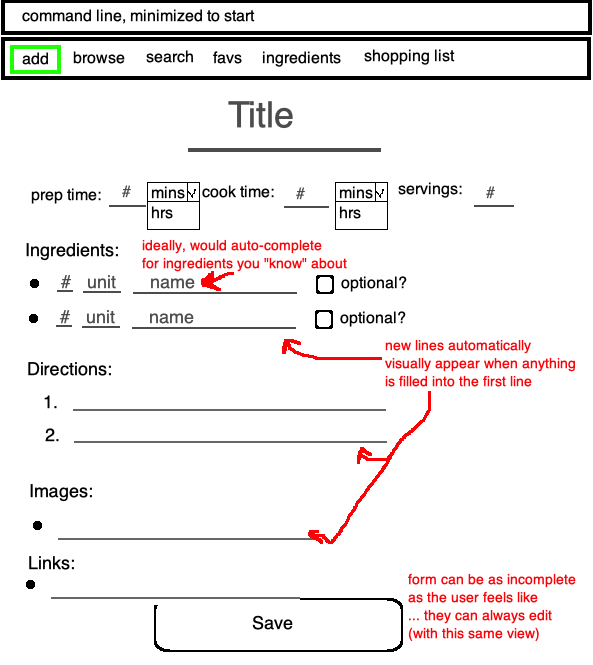 command line, minimized to start
add browse search favs ingredients shopping list
Title
prep time: # mins cook time: # mins servings: #
hrs hrs
Ingredients:
ideally, would auto-complete
for ingredients you "know" about
# unit name optional?
# unit name optional?
new lines automatically
visually appear when anything
is filled into the first line
Directions:
1.
2.
Images:
Links:
form can be as incomplete
as the user feels like
... they can always edit
(with this same view)
Save